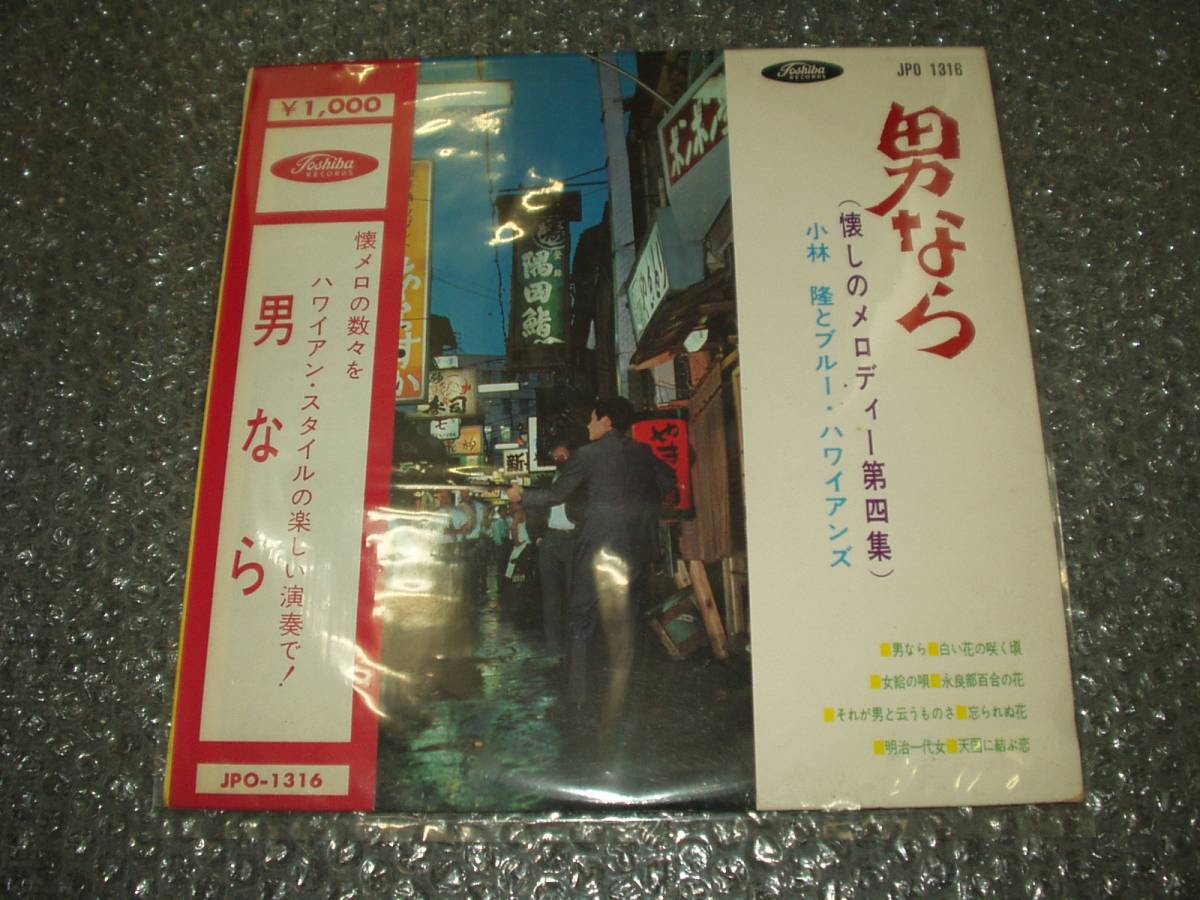 ¥1,000
Toshiba
RECORDS
懐メロの数々を
ハワイアン・スタイルの楽しい演奏で!
男なら
JPO-1316
隅田鮨
寿司
新
やき
Toshiba
RECORDS
JPO 1316
男なら
(懐しのメロディー第四集)
小林 隆とブルー・ハワイアンズ
男なら 白い花の咲く頃
女給の唄 永良部百合の花
それが男と云うものさ 忘られぬ花
明治一代女 天国に結ぶ恋